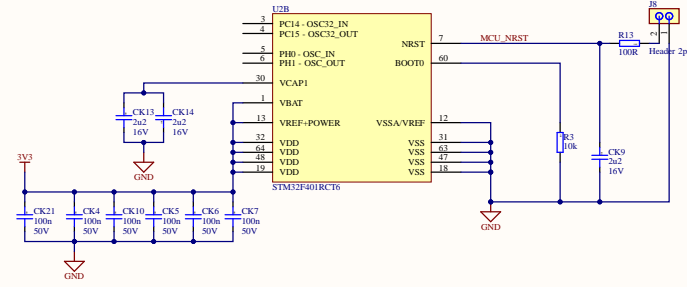 U2B
J8
3 PC14 - OSC32_IN
4 PC15 - OSC32_OUT
5 PH0 - OSC_IN
6 PH1 - OSC_OUT
30 VCAP1
1 VBAT
13 VREF+POWER
32 VDD
64 VDD
48 VDD
19 VDD
NRST 7 MCU_NRST
BOOT0 60
VSSA/VREF 12
VSS 31
VSS 63
VSS 47
VSS 18
STM32F401RCT6
R13
100R
2 1
Header 2p
CK13
2u2
16V
CK14
2u2
16V
GND
3V3
CK21
100n
50V
CK4
100n
50V
CK10
100n
50V
CK5
100n
50V
CK6
100n
50V
CK7
100n
50V
GND
R3
10k
CK9
2u2
16V
GND